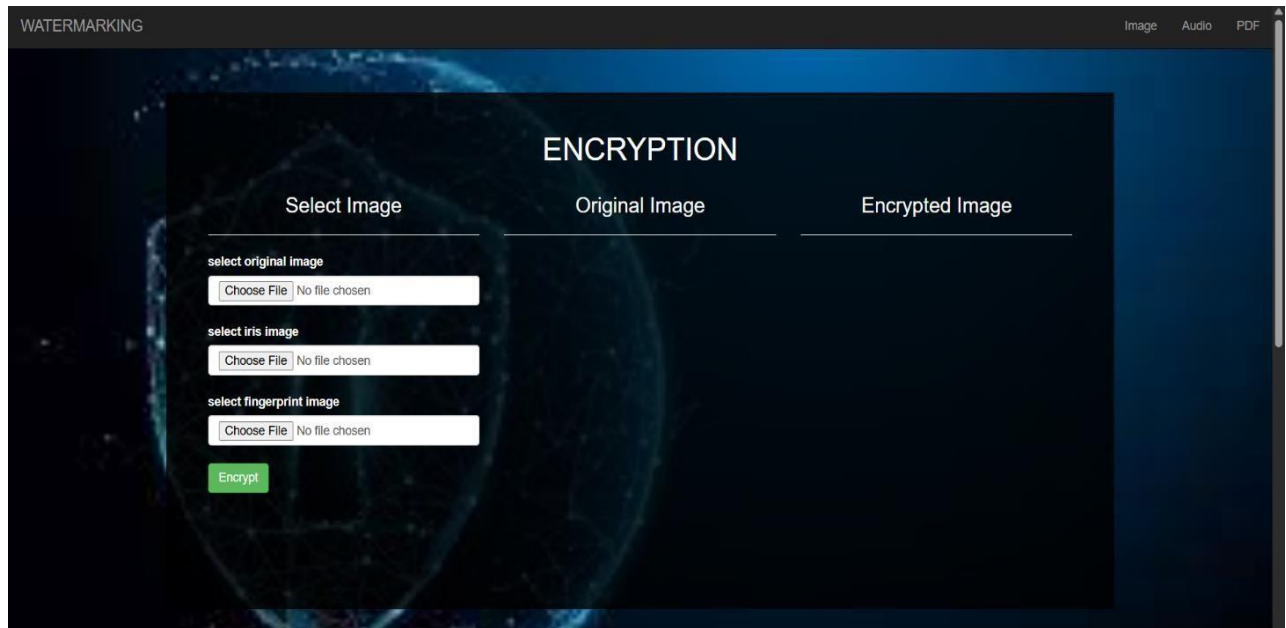 WATERMARKING Image Audio PDF
ENCRYPTION
Select Image Original Image Encrypted Image
select original image
Choose File No file chosen
select iris image
Choose File No file chosen
select fingerprint image
Choose File No file chosen
Encrypt